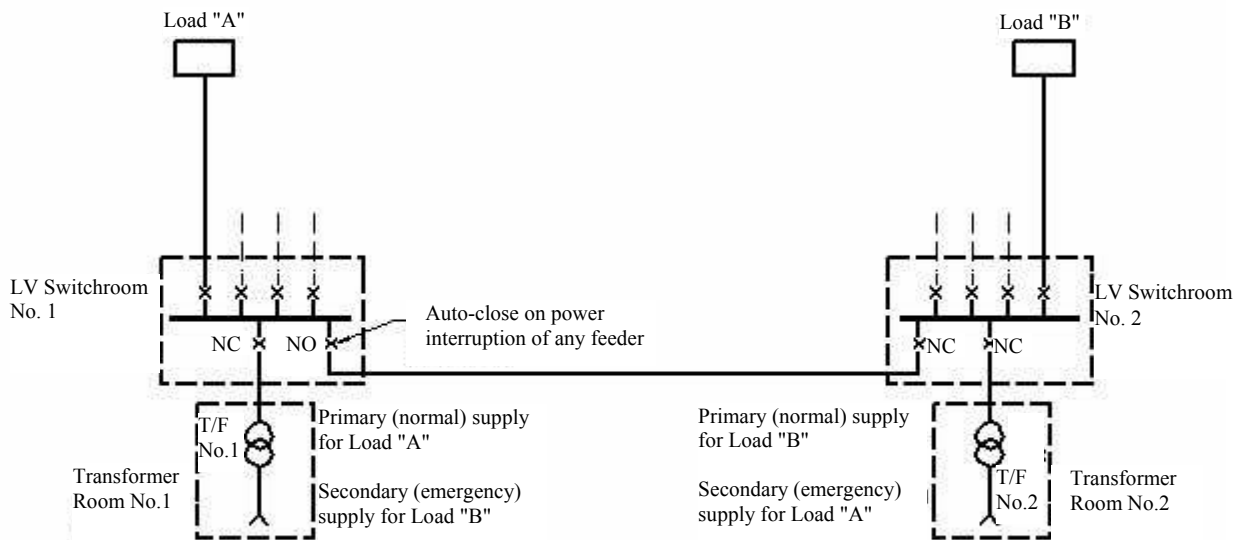 Load "A"
Load "B"
LV Switchroom
No. 1
Auto-close on power
interruption of any feeder
NC
NO
NC
NC
LV Switchroom
No. 2
T/F
No.1
Primary (normal) supply
for Load "A"
Secondary (emergency)
supply for Load "B"
Transformer
Room No.1
Primary (normal) supply
for Load "B"
Secondary (emergency)
supply for Load "A"
T/F
No.2
Transformer
Room No.2